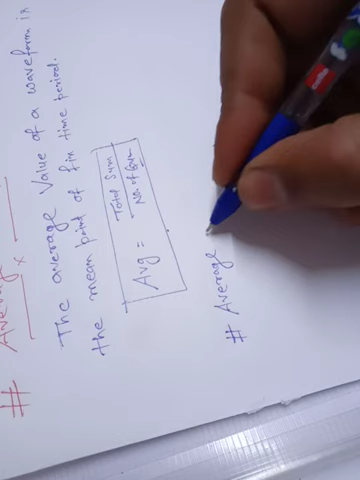 # Average
The average Value of a waveform is
the mean point of fix time period.
Avg = Total Sum
No. of Sum
# Average